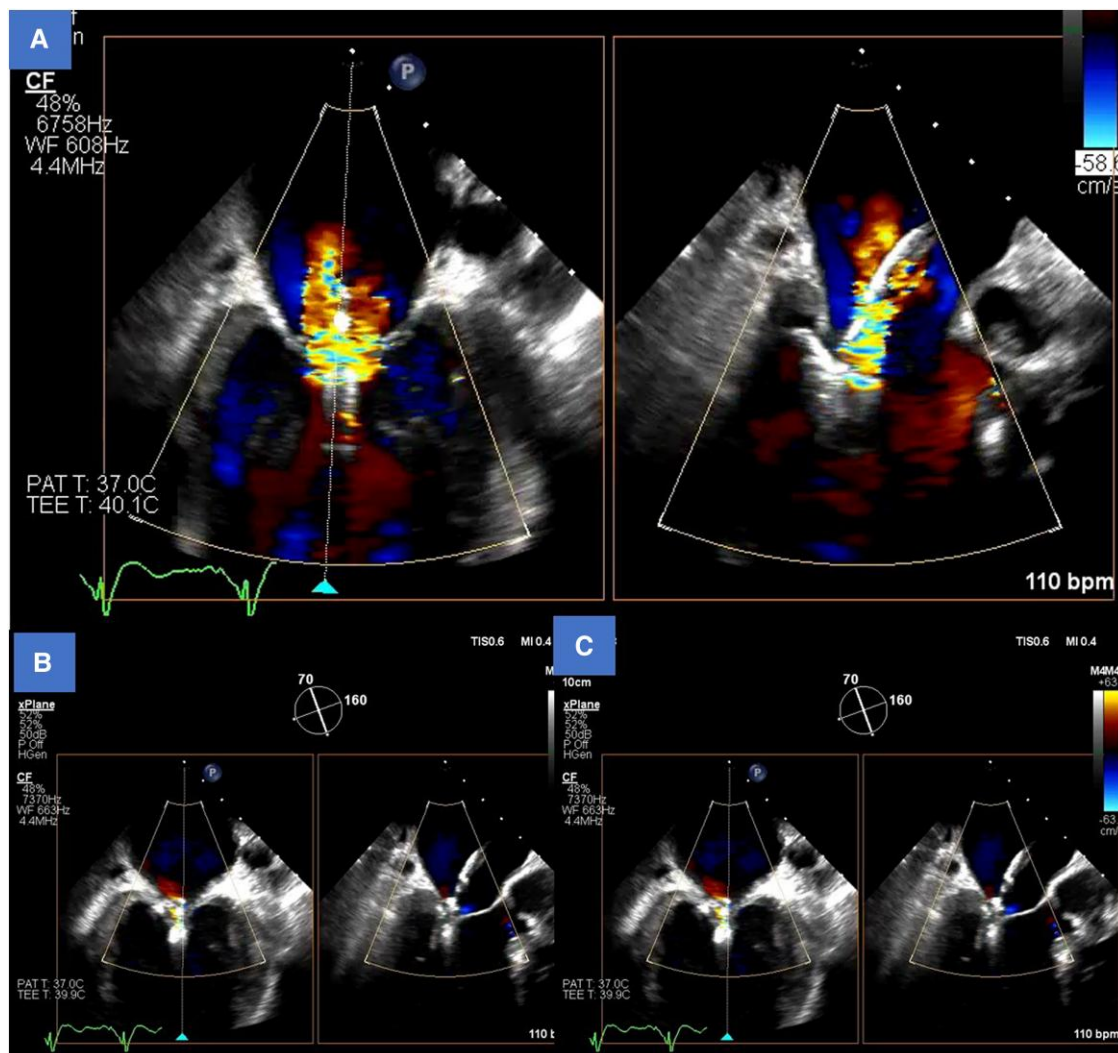 A
n
CF
48%
6758Hz
WF 608Hz
4.4MHz
P
cm/
PAT T: 37.0C
TEE T: 40.1C
110 bpm
B
TIS0.6 MI 0.4
70
160
10cm
xPlane
52%
52%
50dB
P Off
HGen
CF
48%
7370Hz
WF 663Hz
4.4MHz
P
PAT T: 37.0C
TEE T: 39.9C
110
C
TIS0.6 MI 0.4
70
160
M4M4
+63
xPlane
52%
52%
50dB
P Off
HGen
CF
48%
7370Hz
WF 663Hz
4.4MHz
P
-63.
cm/
PAT T: 37.0C
TEE T: 39.9C
110 bpm